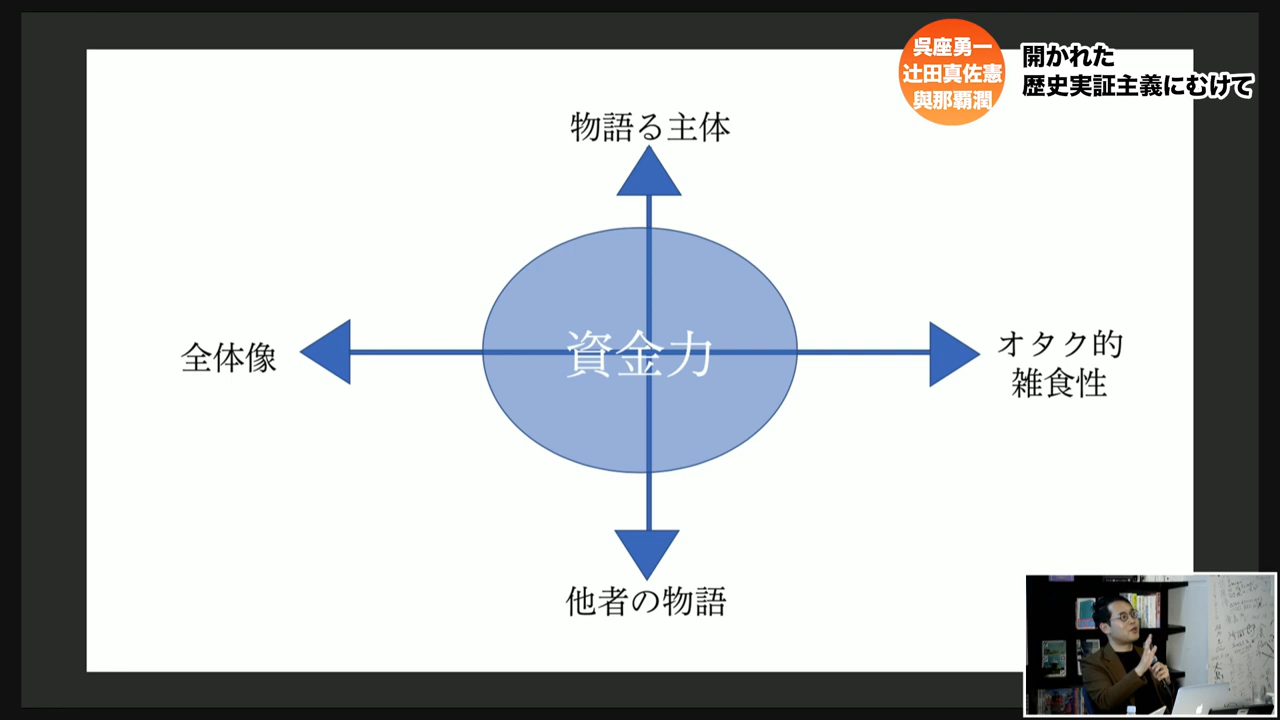 呉座勇一
辻田真佐憲
與那覇潤
開かれた
歴史実証主義にむけて
物語る主体
全体像
資金力
オタク的
雑食性
他者の物語